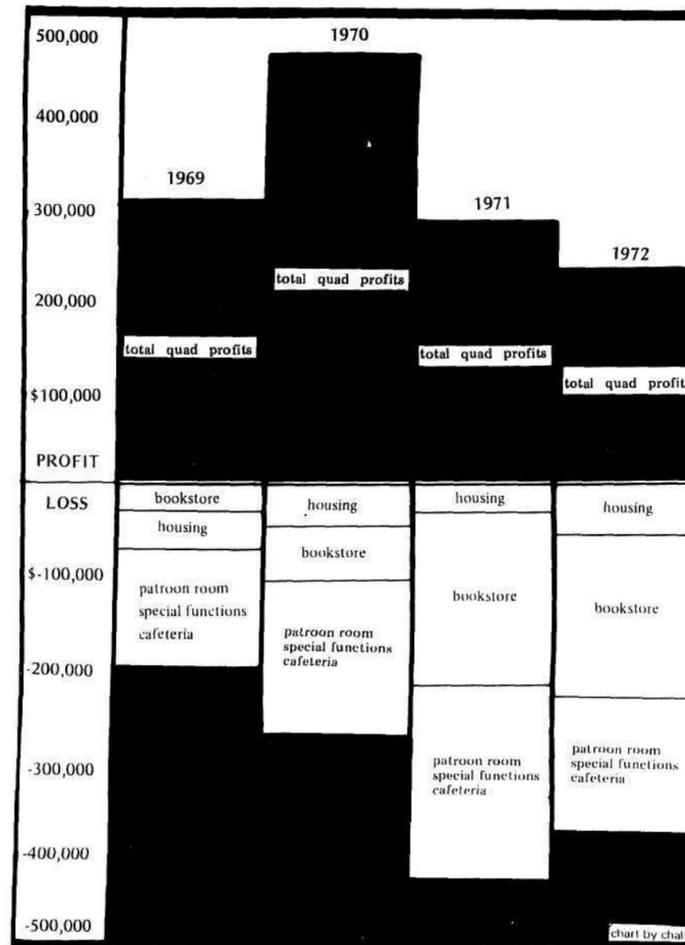 500,000
400,000
300,000
200,000
$100,000
PROFIT
LOSS
$-100,000
-200,000
-300,000
-400,000
-500,000
1969
total quad profits
bookstore
housing
patroon room
special functions
cafeteria
1970
total quad profits
housing
bookstore
patroon room
special functions
cafeteria
1971
total quad profits
housing
bookstore
patroon room
special functions
cafeteria
1972
total quad profit
housing
bookstore
patroon room
special functions
cafeteria
chart by chal